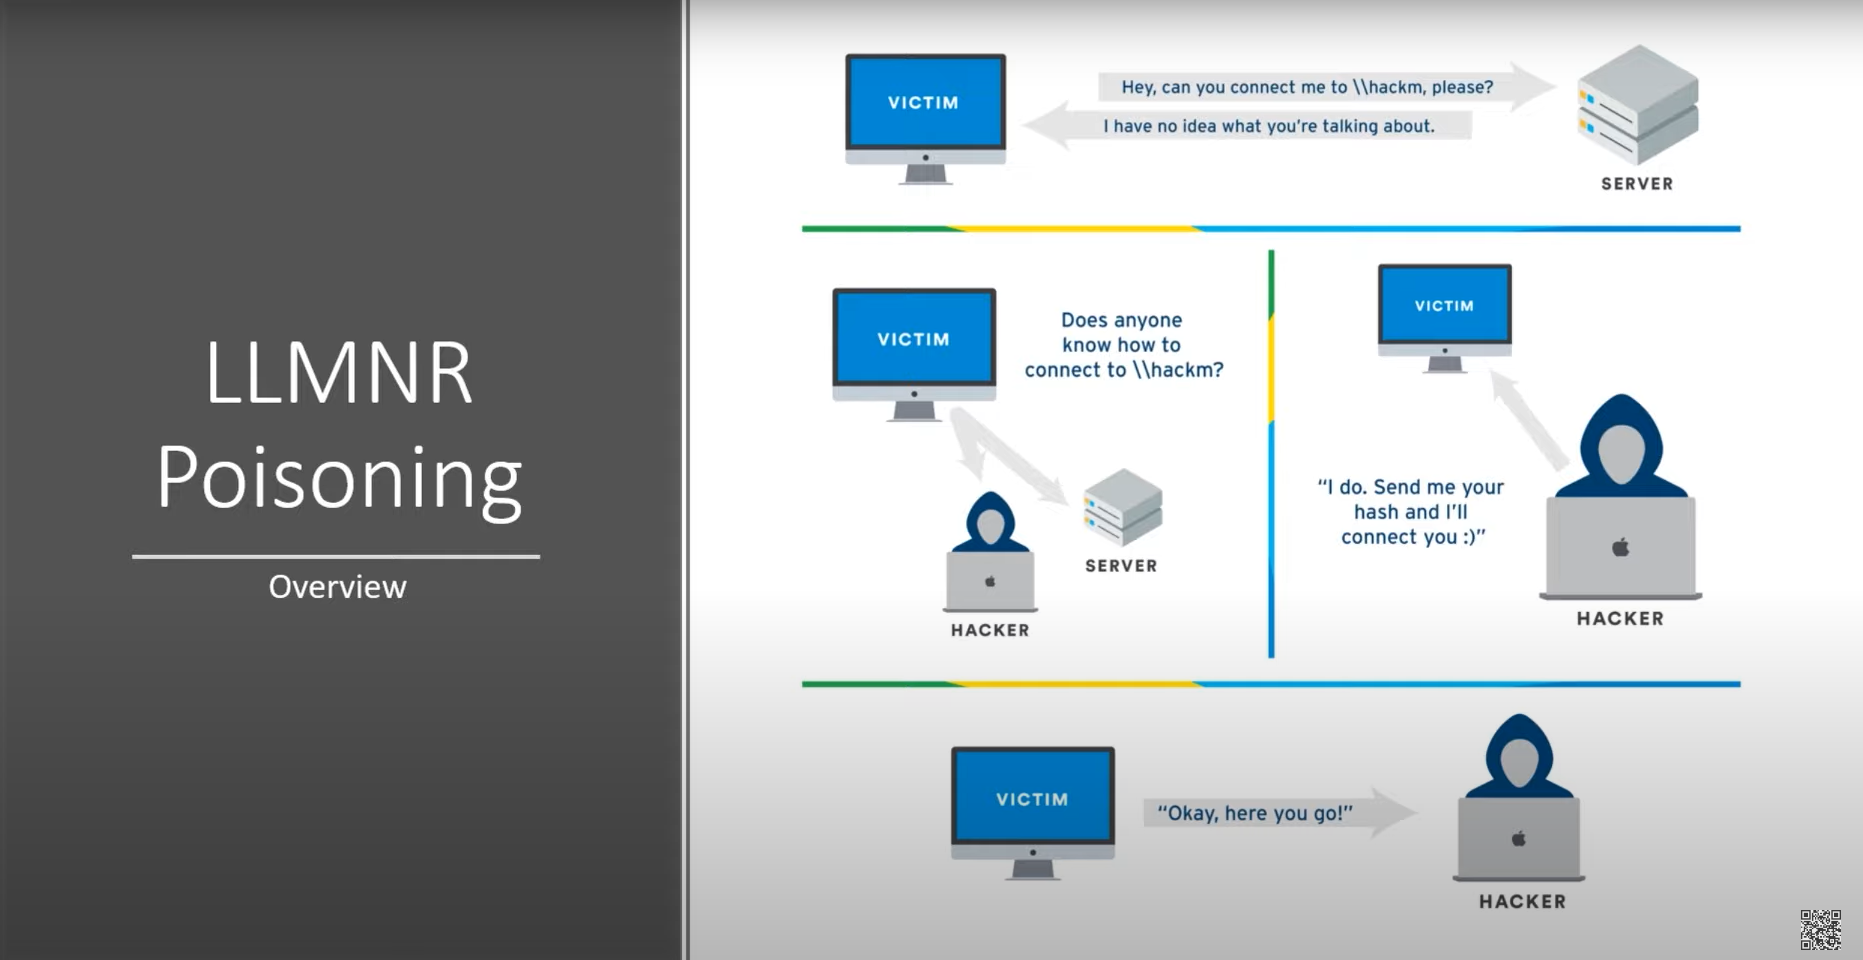 LLMNR
Poisoning
Overview
VICTIM
Hey, can you connect me to \\hackm, please?
I have no idea what you're talking about.
SERVER
VICTIM
Does anyone
know how to
connect to \\hackm?
HACKER
SERVER
VICTIM
“I do. Send me your
hash and I'll
connect you :)”
HACKER
VICTIM
“Okay, here you go!”
HACKER